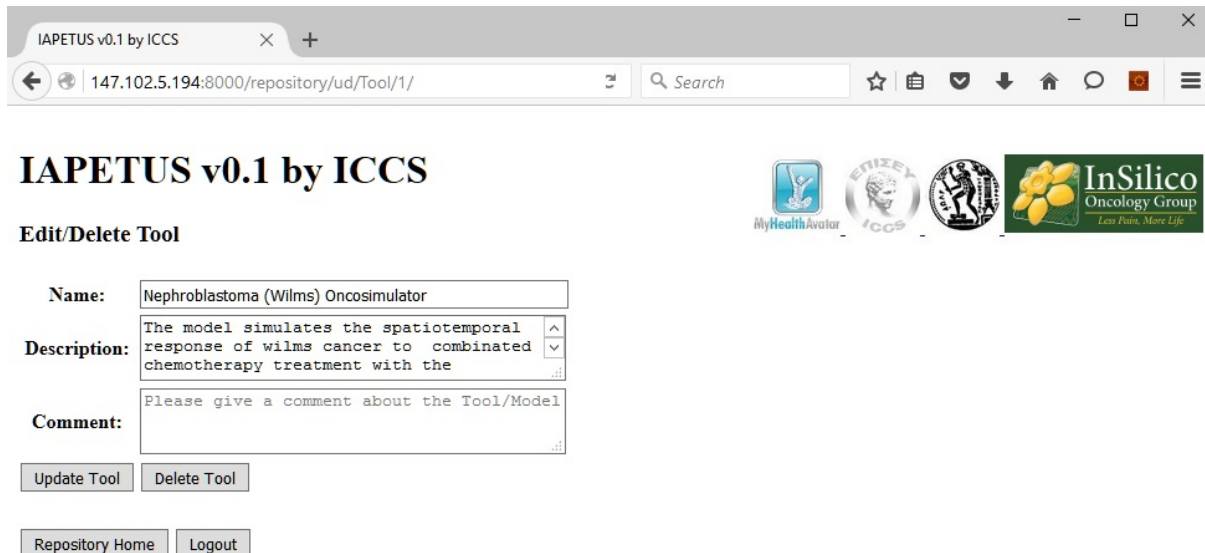 IAPETUS v0.1 by ICCS
147.102.5.194:8000/repository/ud/Tool/1/
Search
IAPETUS v0.1 by ICCS
MyHealthAvatar
ΕΠΙΣΕΥ
ICCS
InSilico
Oncology Group
Less Pain, More Life
Edit/Delete Tool
Name:
Nephroblastoma (Wilms) Oncosimulator
Description:
The model simulates the spatiotemporal
response of wilms cancer to combinated
chemotherapy treatment with the
Comment:
Please give a comment about the Tool/Model
Update Tool Delete Tool
Repository Home Logout